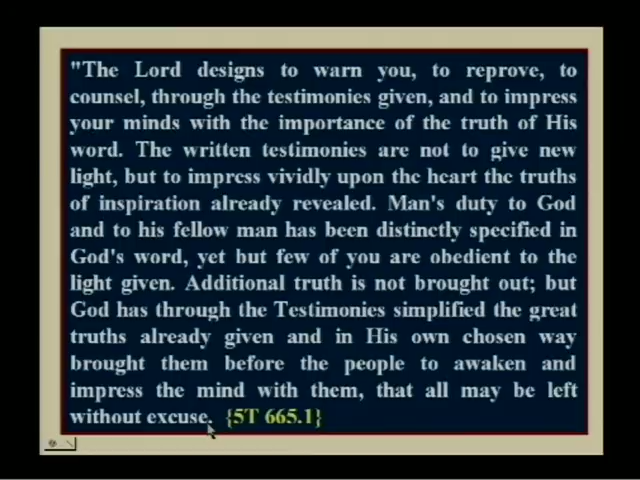 "The Lord designs to warn you, to reprove, to
counsel, through the testimonies given, and to impress
your minds with the importance of the truth of His
word. The written testimonies are not to give new
light, but to impress vividly upon the heart the truths
of inspiration already revealed. Man's duty to God
and to his fellow man has been distinctly specified in
God's word, yet but few of you are obedient to the
light given. Additional truth is not brought out; but
God has through the Testimonies simplified the great
truths already given and in His own chosen way
brought them before the people to awaken and
impress the mind with them, that all may be left
without excuse. {5T 665.1}